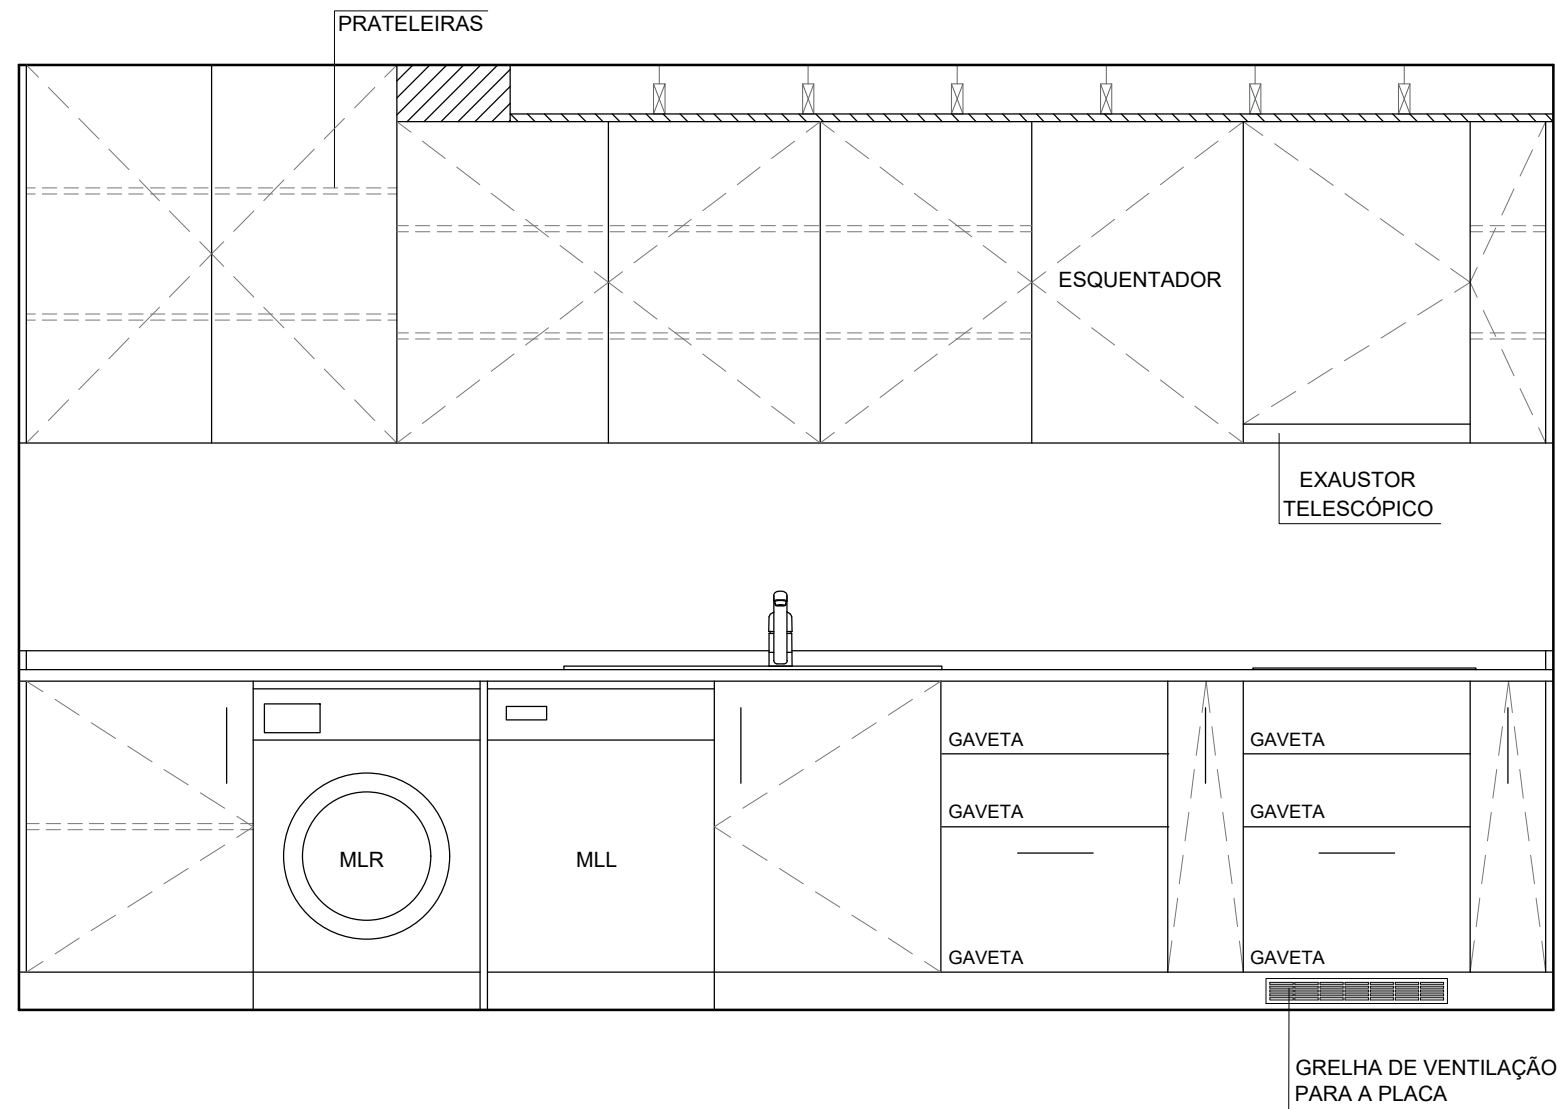 PRATELEIRAS
ESQUENTADOR
EXAUSTOR
TELESCÓPICO
GAVETA
GAVETA
GAVETA
GAVETA
MLR
MLL
GAVETA
GAVETA
GRELHA DE VENTILAÇÃO
PARA A PLACA